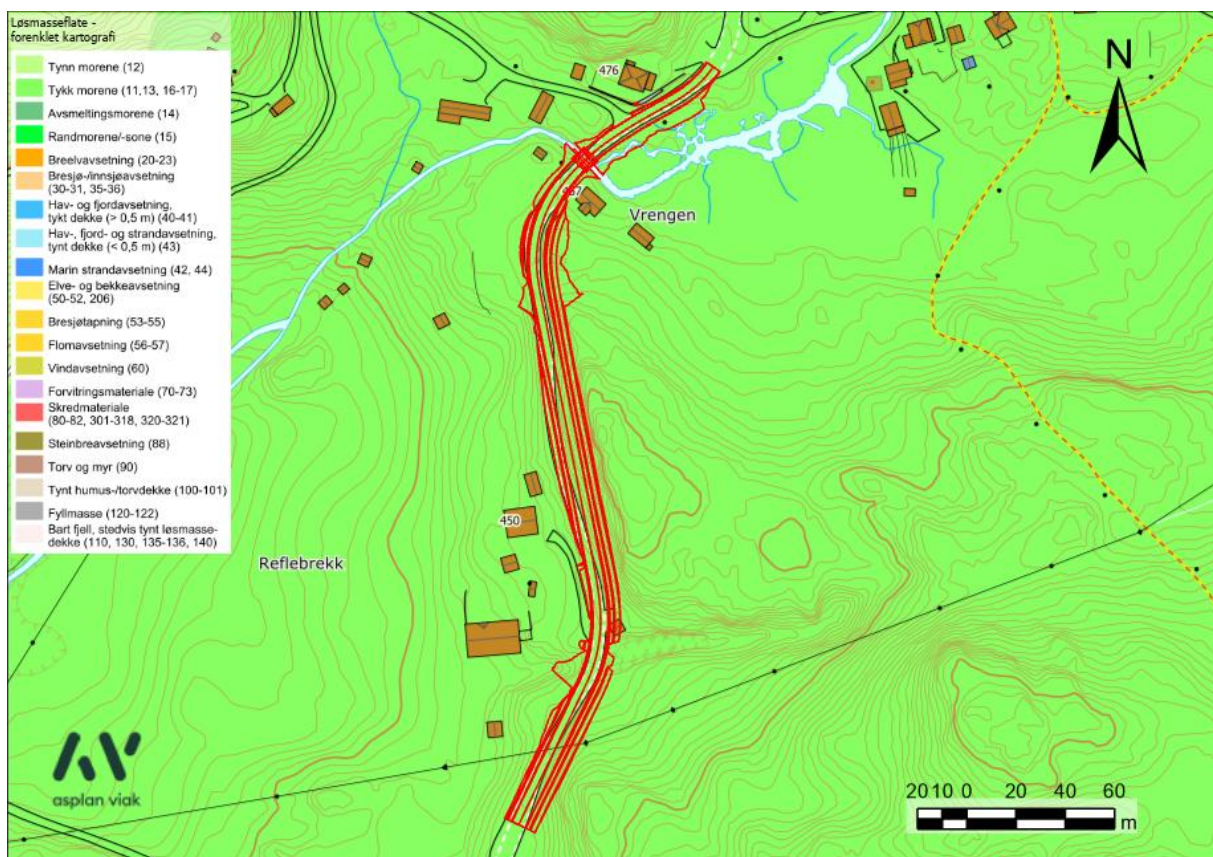 Løsmasseflate -
forenklet kartografi
Tynn morene (12)
Tykk morene (11,13, 16-17)
Avsmeltingsmorene (14)
Randmorene/-sone (15)
Breelvavsetning (20-23)
Bresjø-/innsjøavsetning
(30-31, 35-36)
Hav- og fjordavsetning,
tykt dekke (> 0,5 m) (40-41)
Hav-, fjord- og strandavsetning,
tynt dekke (< 0,5 m) (43)
Marin strandavsetning (42, 44)
Elve- og bekkeavsetning
(50-52, 206)
Bresjøtapning (53-55)
Flomavsetning (56-57)
Vindavsetning (60)
Forvitringsmateriale (70-73)
Skredmateriale
(80-82, 301-318, 320-321)
Steinbreavsetning (88)
Torv og myr (90)
Tynt humus-/torvdekke (100-101)
Fyllmasse (120-122)
Bart fjell, stedvis tynt løsmasse-
dekke (110, 130, 135-136, 140)
476
N
Vrengen
450
Reflebrekk
asplan viak
20 10 0 20 40 60
m